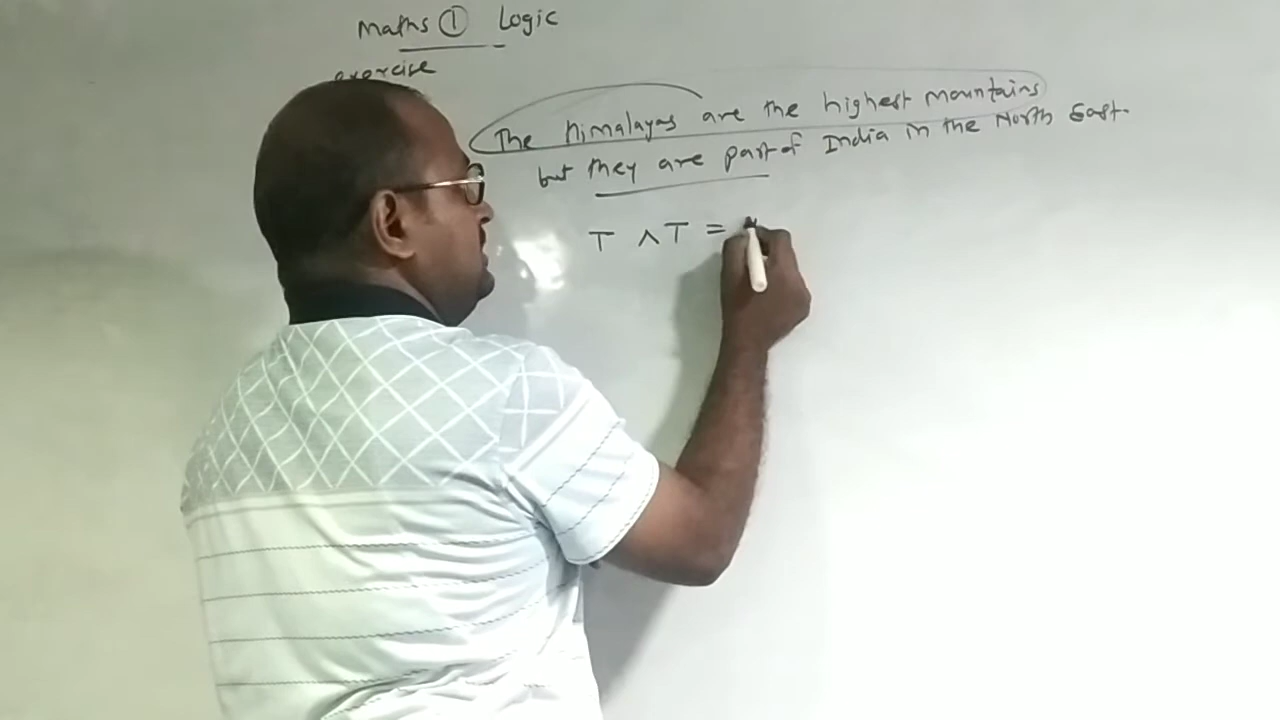 Maths ① Logic
exercise
The Himalayas are the highest mountains
but they are part of India in the North East.
T ∧ T =